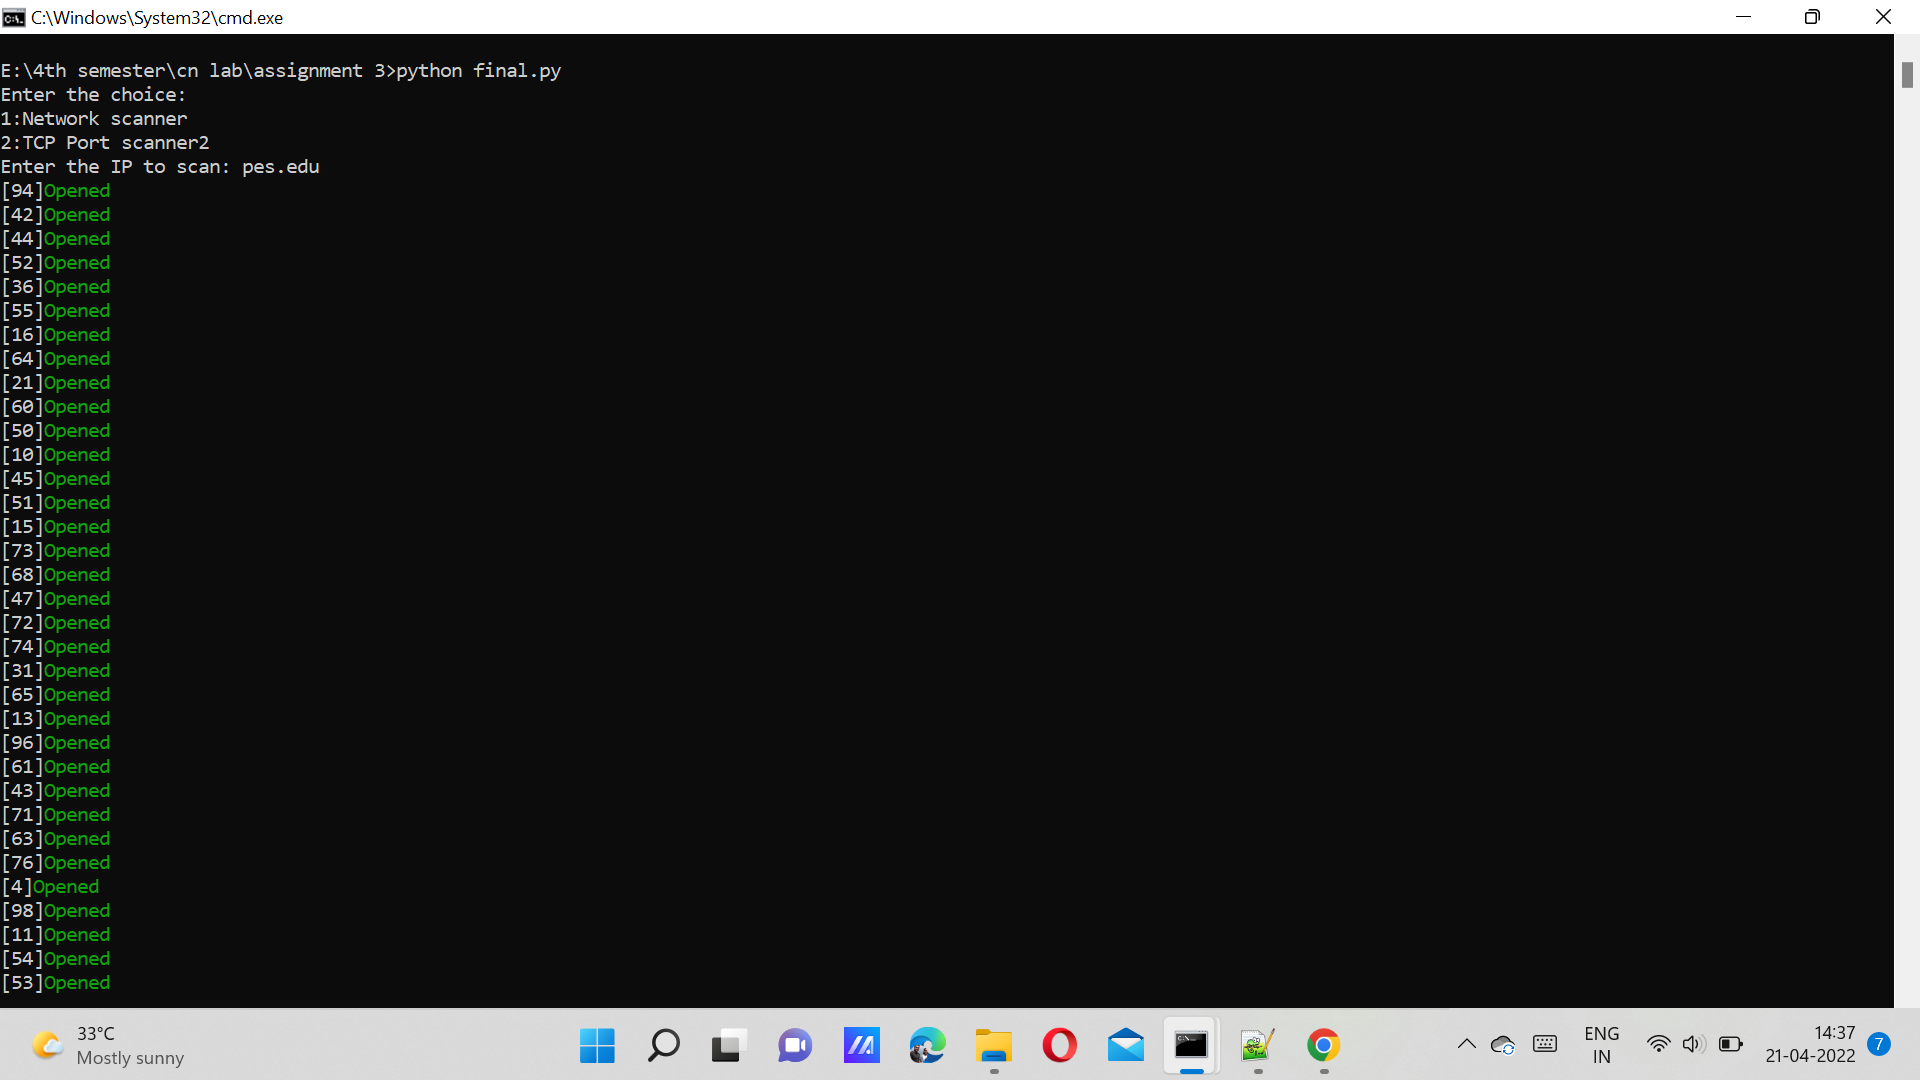 C:\Windows\System32\cmd.exe
E:\4th semester\cn lab\assignment 3>python final.py
Enter the choice:
1:Network scanner
2:TCP Port scanner2
Enter the IP to scan: pes.edu
[94]Opened
[42]Opened
[44]Opened
[52]Opened
[36]Opened
[55]Opened
[16]Opened
[64]Opened
[21]Opened
[60]Opened
[50]Opened
[10]Opened
[45]Opened
[51]Opened
[15]Opened
[73]Opened
[68]Opened
[47]Opened
[72]Opened
[74]Opened
[31]Opened
[65]Opened
[13]Opened
[96]Opened
[61]Opened
[43]Opened
[71]Opened
[63]Opened
[76]Opened
[4]Opened
[98]Opened
[11]Opened
[54]Opened
[53]Opened
33°C
Mostly sunny
ENG
IN
14:37
21-04-2022
7